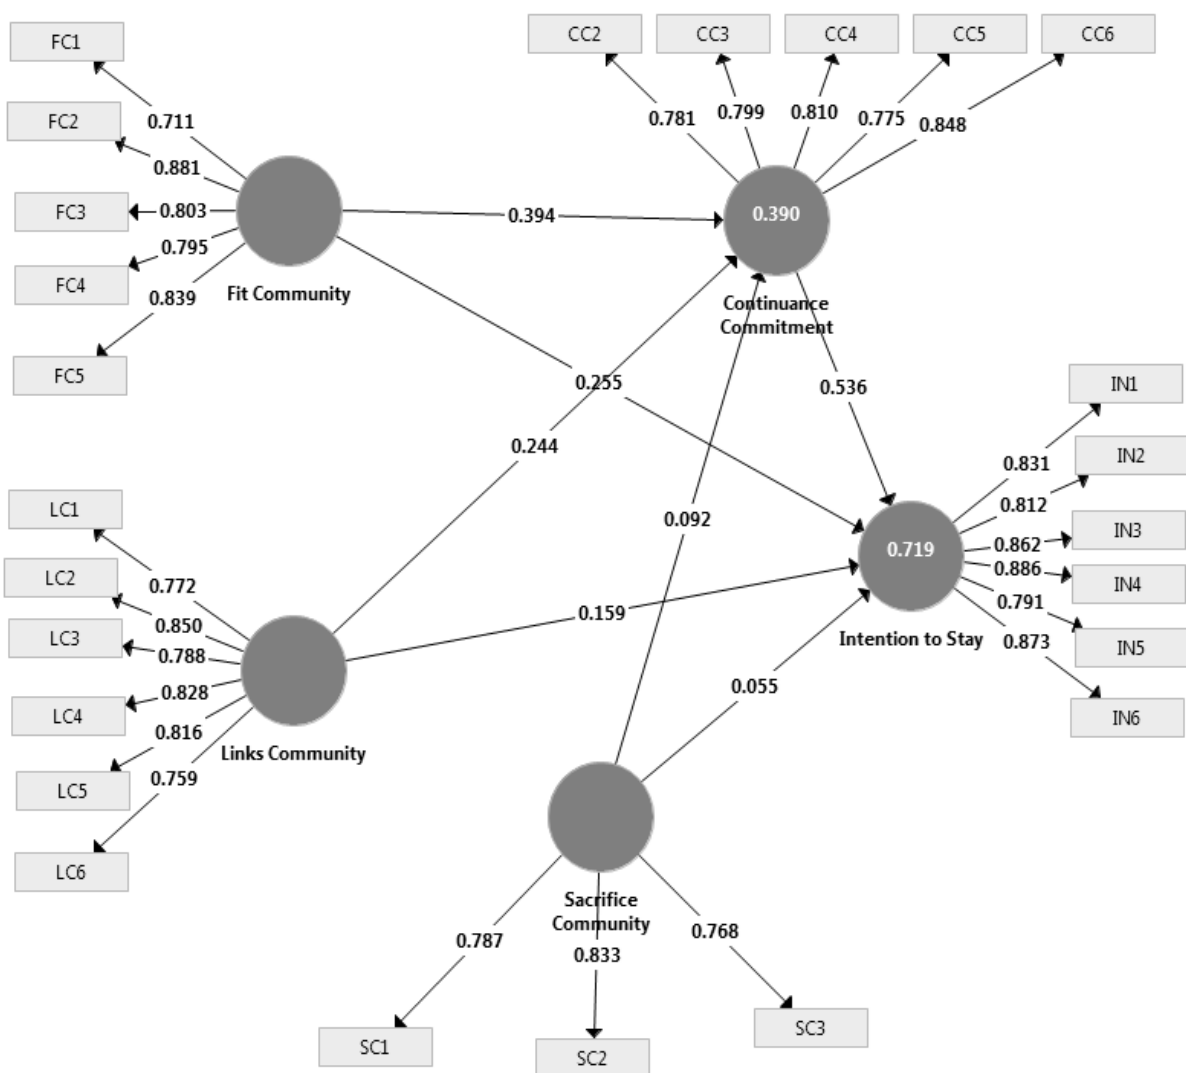 FC1
CC2
CC3
CC4
CC5
CC6
FC2
0.711
0.781
0.799
0.810
0.775
0.848
0.881
FC3
0.803
0.394
0.390
0.795
FC4
0.839
Fit Community
Continuance
Commitment
FC5
0.255
0.536
IN1
0.244
0.831
IN2
LC1
0.812
0.092
IN3
0.862
0.719
0.886
LC2
0.772
IN4
0.791
0.850
0.159
LC3
0.788
Intention to Stay
0.873
IN5
0.828
0.055
LC4
IN6
0.816
Links Community
0.759
LC5
LC6
Sacrifice
Community
0.787
0.833
0.768
SC1
SC2
SC3